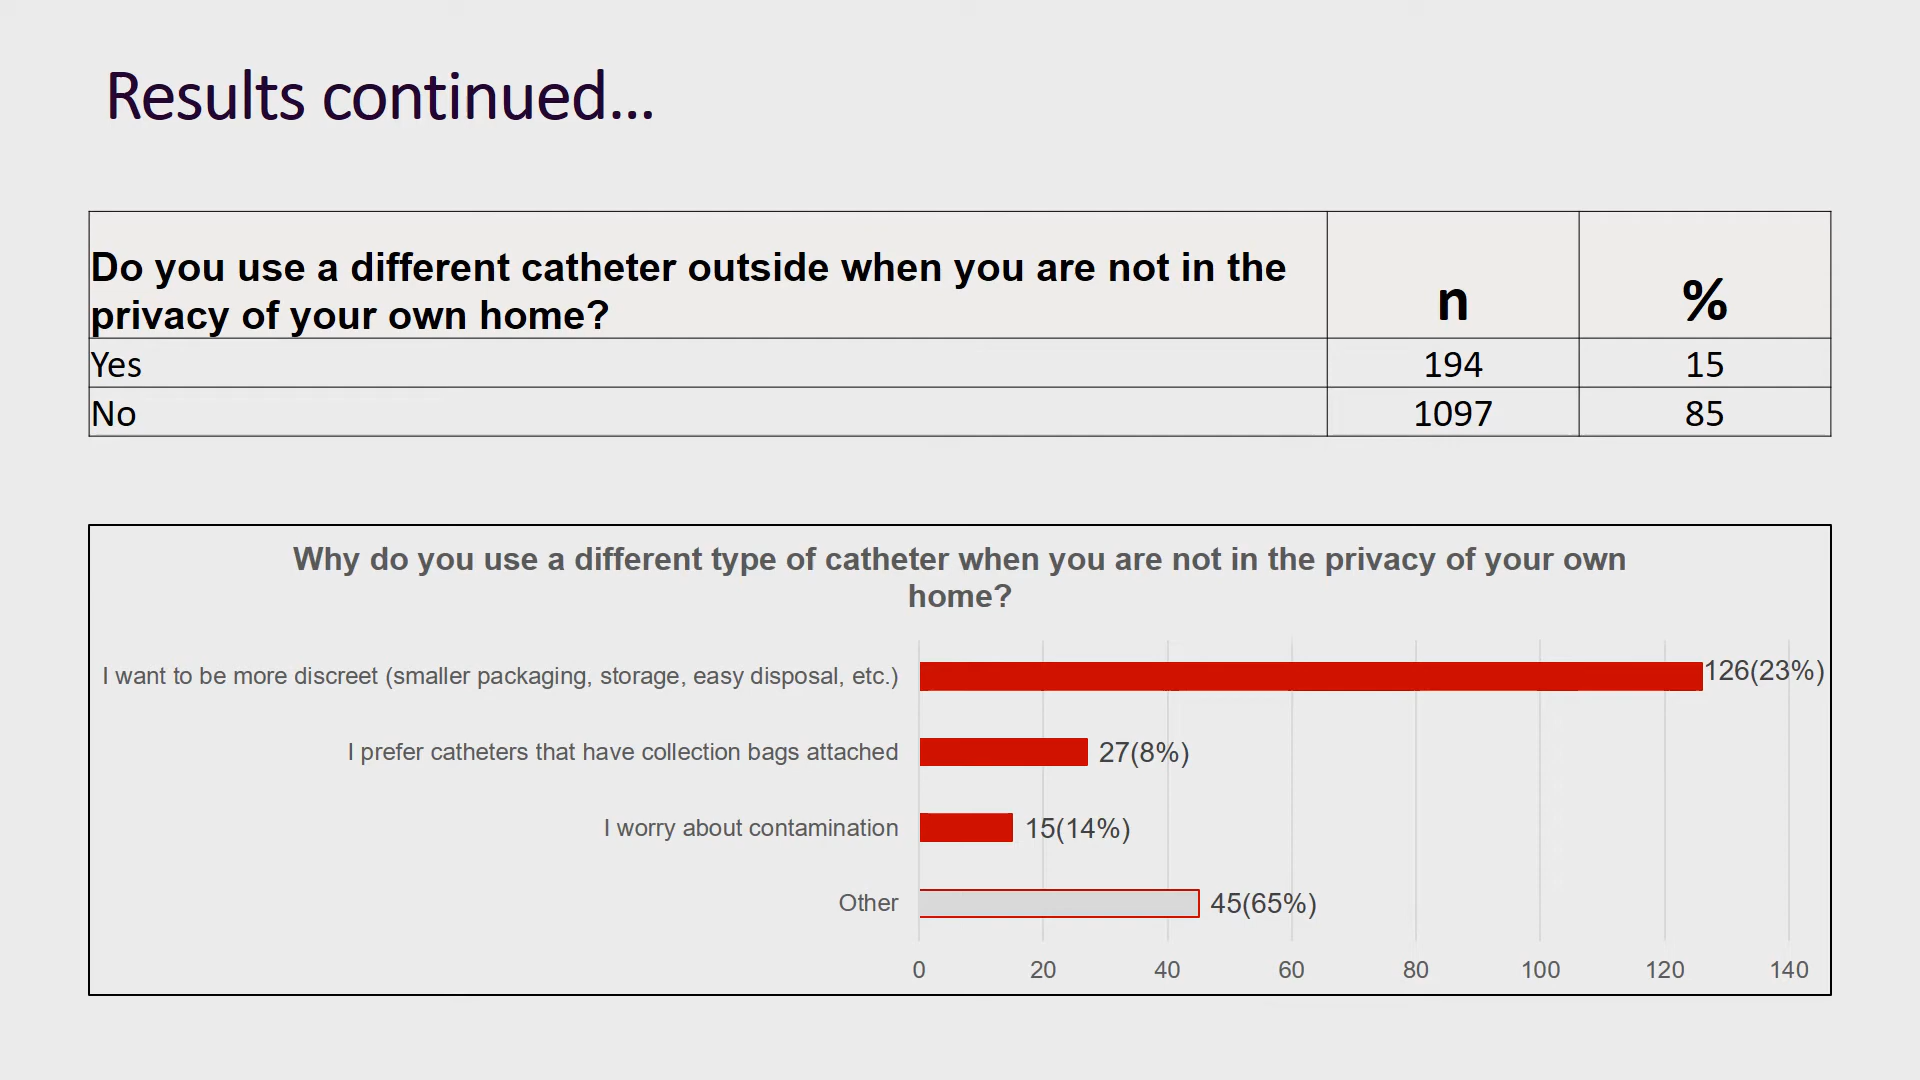 Results continued...
Do you use a different catheter outside when you are not in the
privacy of your own home?
n
%
Yes
194
15
No
1097
85
Why do you use a different type of catheter when you are not in the privacy of your own
home?
I want to be more discreet (smaller packaging, storage, easy disposal, etc.)
126(23%)
I prefer catheters that have collection bags attached
27(8%)
I worry about contamination
15(14%)
Other
45(65%)
0 20 40 60 80 100 120 140